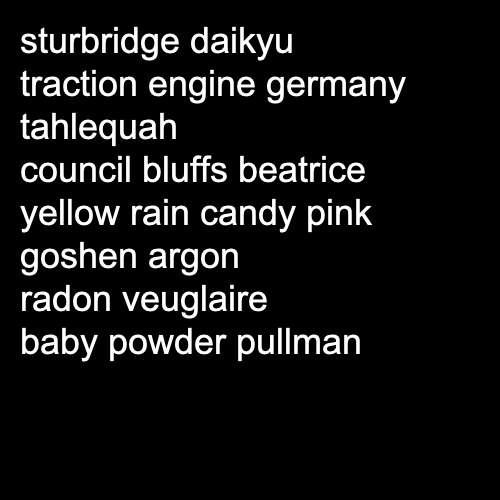 sturbridge daikyu
traction engine germany
tahlequah
council bluffs beatrice
yellow rain candy pink
goshen argon
radon veuglaire
baby powder pullman